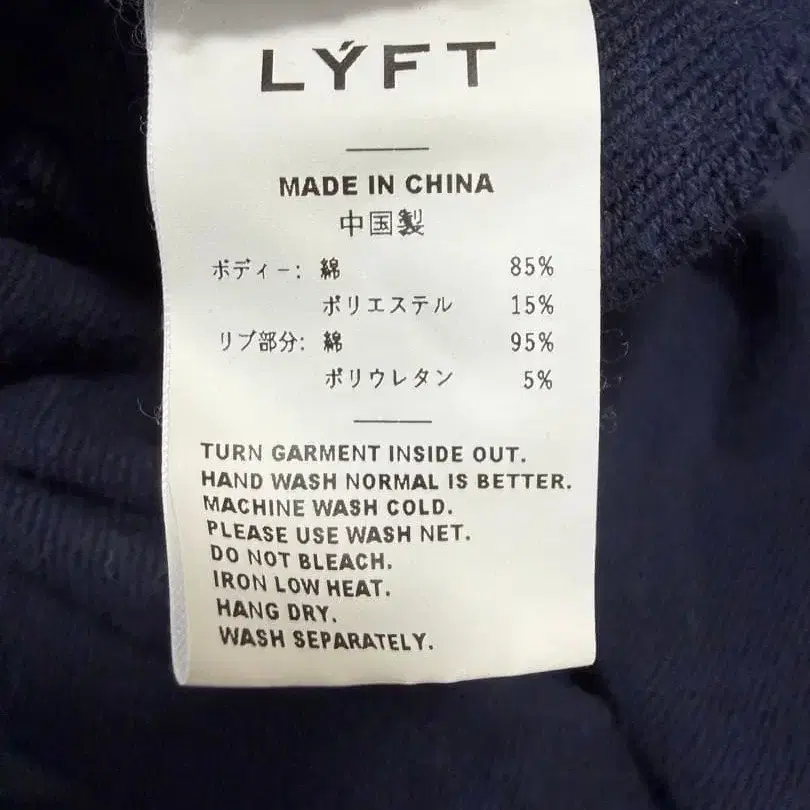 LÝFT
MADE IN CHINA
中国製
ボディー: 綿 85%
ポリエステル 15%
リブ部分: 綿 95%
ポリウレタン 5%
TURN GARMENT INSIDE OUT.
HAND WASH NORMAL IS BETTER.
MACHINE WASH COLD.
PLEASE USE WASH NET.
DO NOT BLEACH.
IRON LOW HEAT.
HANG DRY.
WASH SEPARATELY.